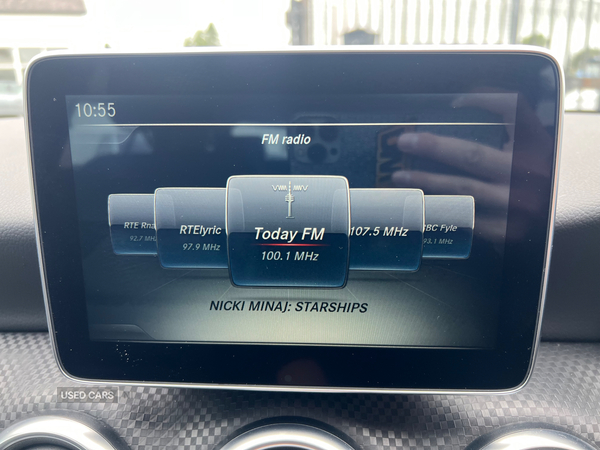 10:55
FM radio
RTE Rna
92.7 MHz
RTElyric
97.9 MHz
Today FM
100.1 MHz
107.5 MHz
BBC Fyle
93.1 MHz
NICKI MINAJ: STARSHIPS
USED CARS